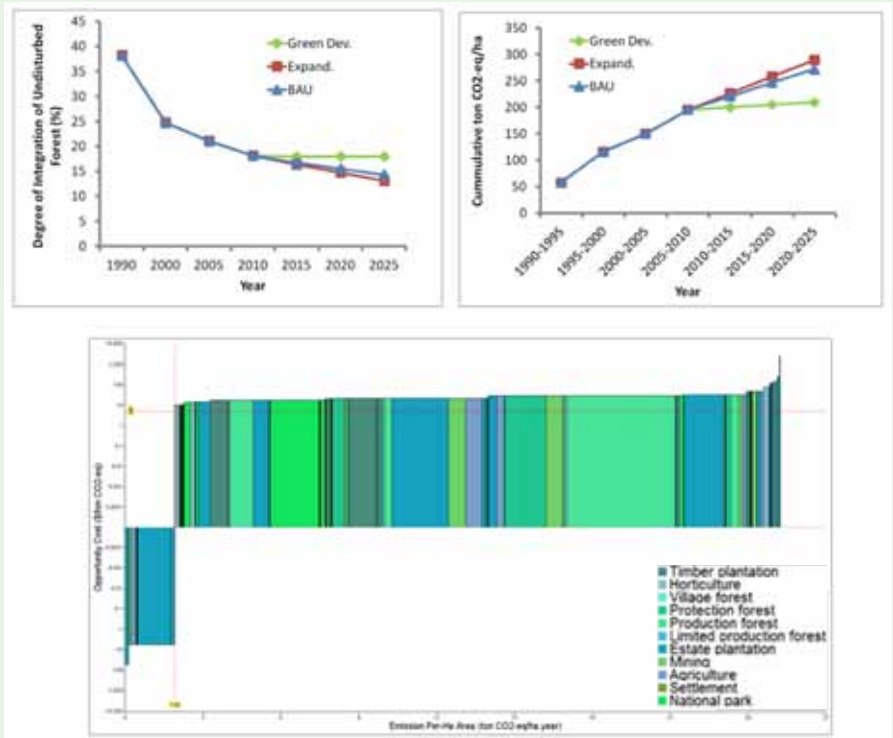 45
40
35
30
25
20
15
10
5
0
Degree of Integration of Undisturbed
Forest (%)
Green Dev.
Expand.
BAU
1990 2000 2005 2010 2015 2020 2025
Year
350
300
250
200
150
100
50
0
Cummulative ton CO2-eq/ha
Green Dev.
Expand.
BAU
1990-1995
1995-2000
2000-2005
2005-2010
2010-2015
2015-2020
2020-2025
Year
Opportunity Cost ($/ton CO2-eq)
Timber plantation
Horticulture
Village forest
Protection forest
Production forest
Limited production forest
Estate plantation
Mining
Agriculture
Settlement
National park
Emission Per-Ha Area (ton CO2-eq/ha.year)